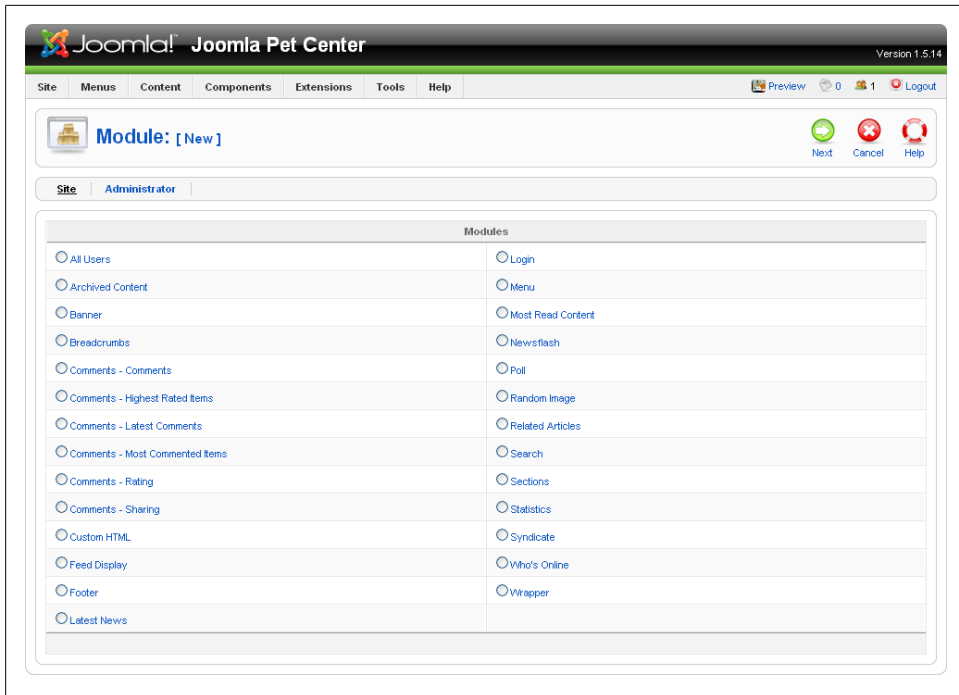 Joomla! Joomla Pet Center
Version 1.5.14
Site Menus Content Components Extensions Tools Help Preview 0 1 Logout
Module: [ New ]
Next Cancel Help
Site Administrator
Modules
All Users Login
Archived Content Menu
Banner Most Read Content
Breadcrumbs Newsflash
Comments - Comments Poll
Comments - Highest Rated Items Random Image
Comments - Latest Comments Related Articles
Comments - Most Commented Items Search
Comments - Rating Sections
Comments - Sharing Statistics
Custom HTML Syndicate
Feed Display Who's Online
Footer Wrapper
Latest News